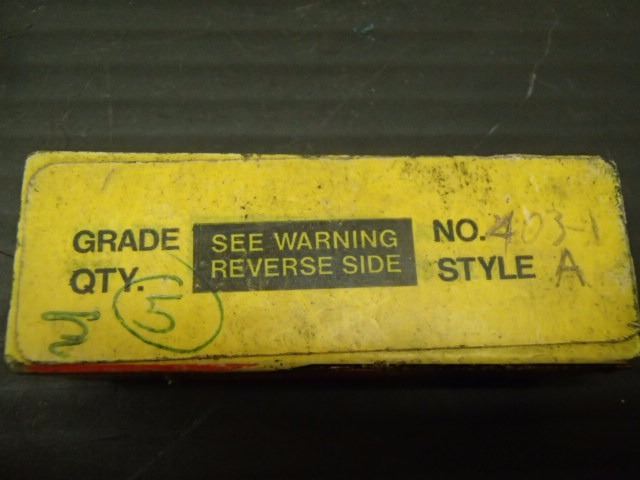 GRADE SEE WARNING NO. 403-1
QTY. 5 REVERSE SIDE STYLE A